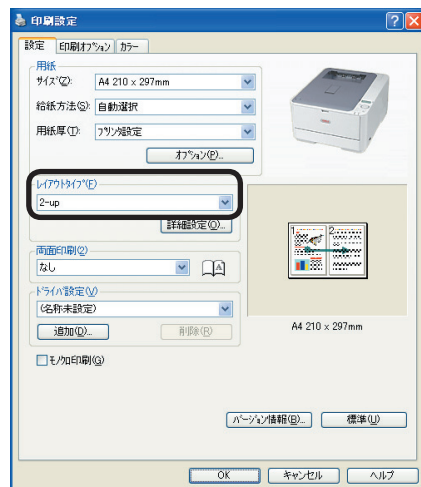 印刷設定
設定 印刷ｵﾌﾟｼｮﾝ ｶﾗｰ
用紙
ｻｲｽﾞ(Z): A4 210 x 297mm
給紙方法(S): 自動選択
用紙厚(T): ﾌﾟﾘﾝﾀ設定
ｵﾌﾟｼｮﾝ(P)...
ﾚｲｱｳﾄﾀｲﾌﾟ(F)
2-up
詳細設定(O)...
1 2
両面印刷(2)
なし
A
ﾄﾞﾗｲﾊﾞ設定(V)
(名称未設定)
追加(D)... 削除(R)
A4 210 x 297mm
ﾓﾉｸﾛ印刷(G)
ﾊﾞｰｼﾞｮﾝ情報(B)... 標準(U)
OK ｷｬﾝｾﾙ ﾍﾙﾌﾟ